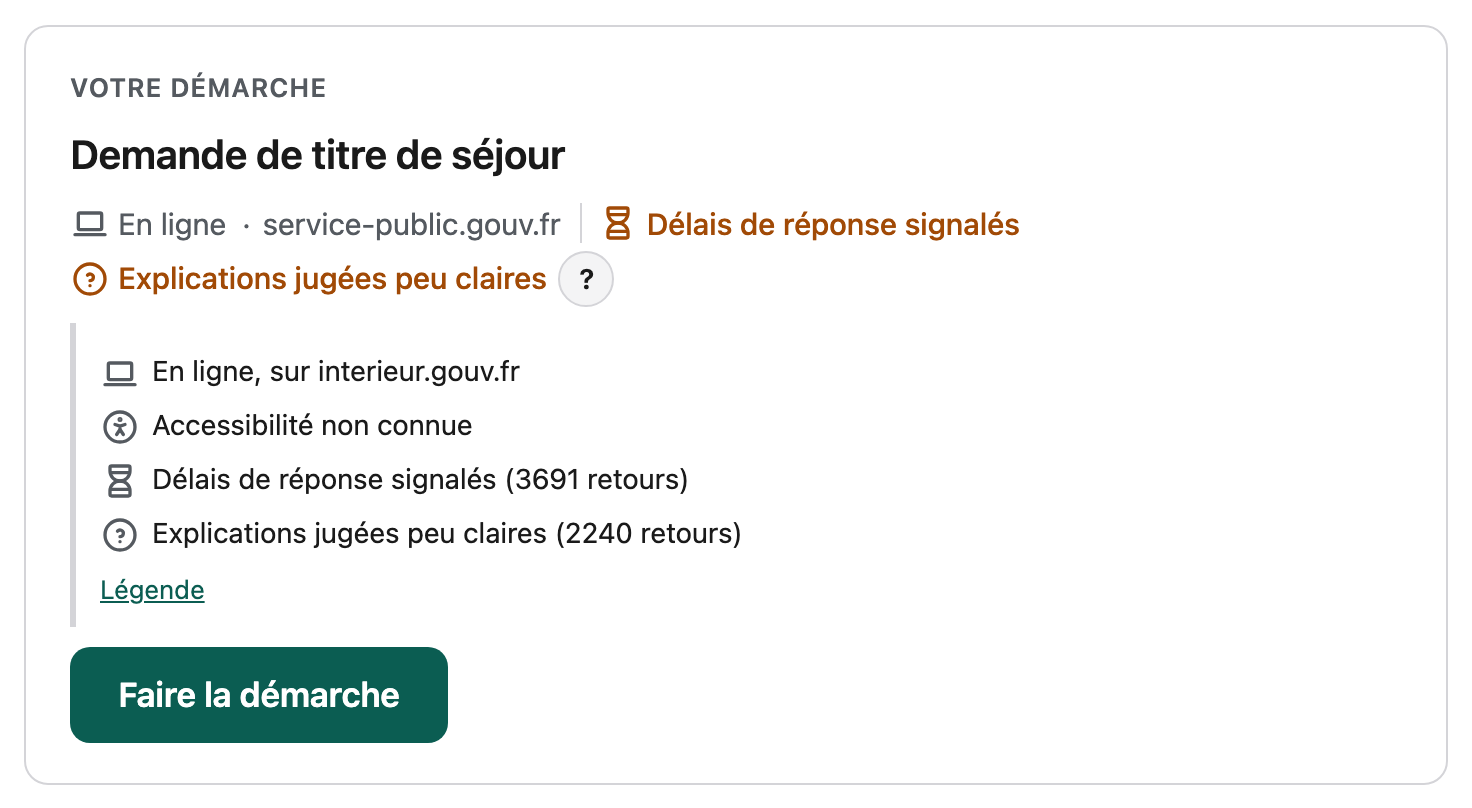 VOTRE DÉMARCHE
Demande de titre de séjour
En ligne · service-public.gouv.fr Délais de réponse signalés
Explications jugées peu claires ?
En ligne, sur interieur.gouv.fr
Accessibilité non connue
Délais de réponse signalés (3691 retours)
? Explications jugées peu claires (2240 retours)
Légende
Faire la démarche